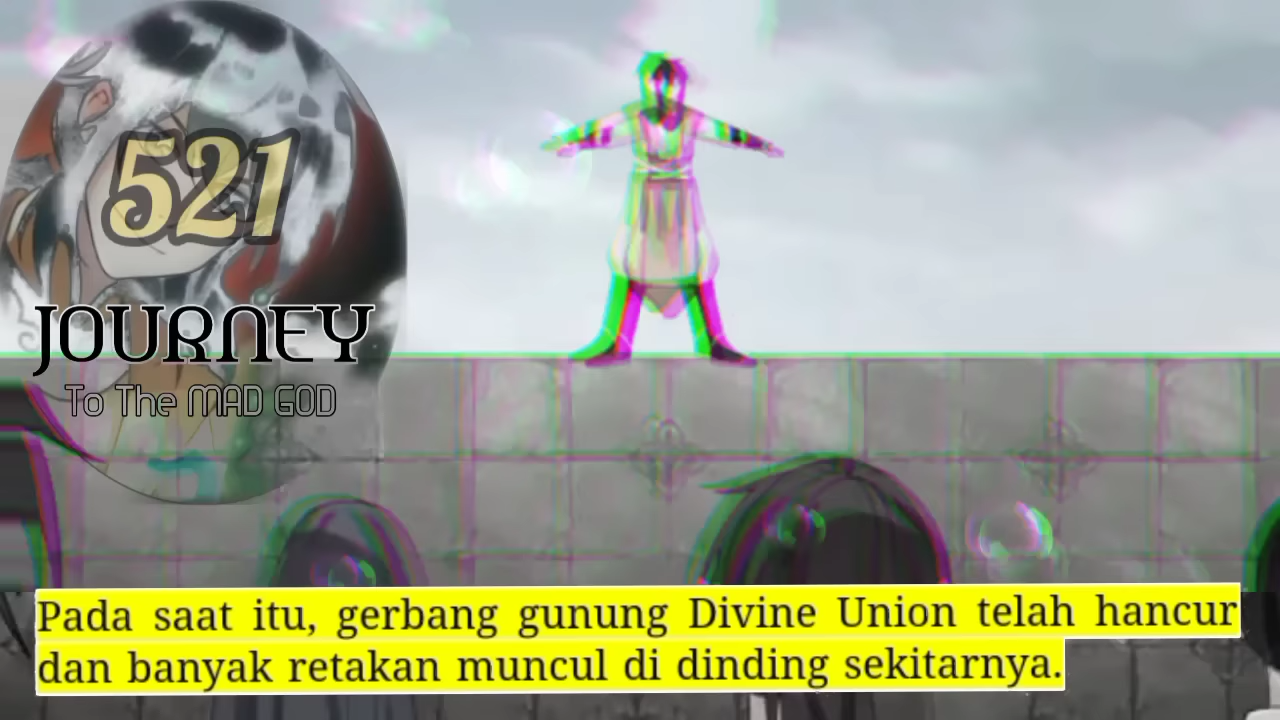 521
JOURNEY
To The MAD GOD
Pada saat itu, gerbang gunung Divine Union telah hancur
dan banyak retakan muncul di dinding sekitarnya.